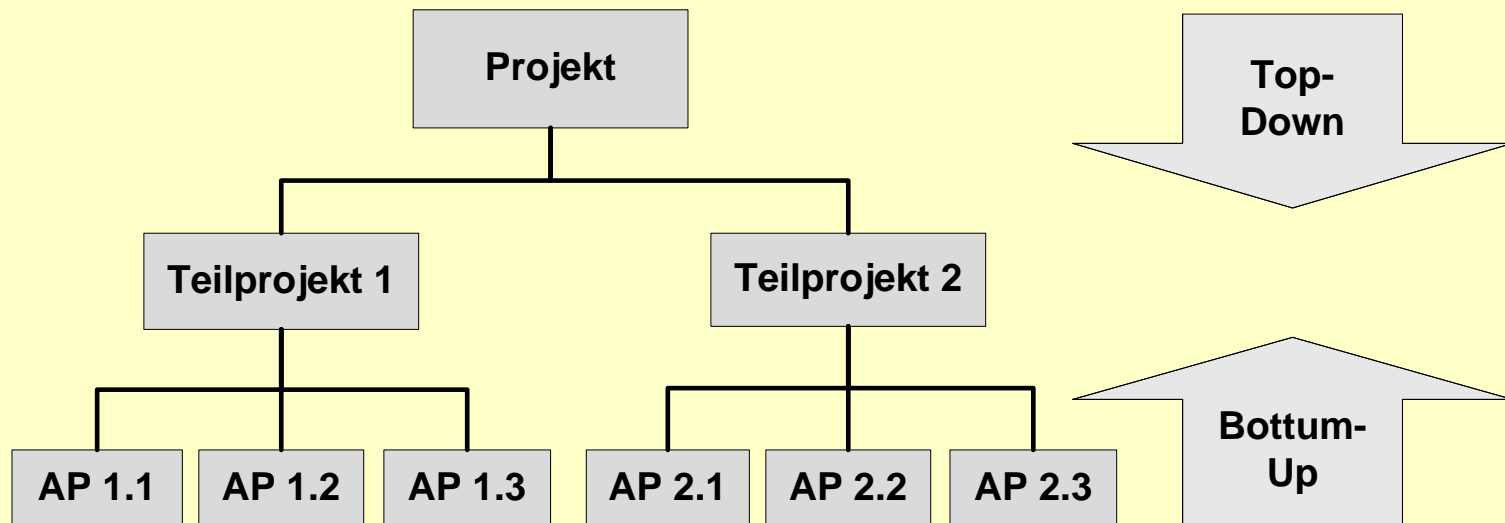 Projekt
Top-
Down
Teilprojekt 1
Teilprojekt 2
AP 1.1
AP 1.2
AP 1.3
AP 2.1
AP 2.2
AP 2.3
Bottum-
Up